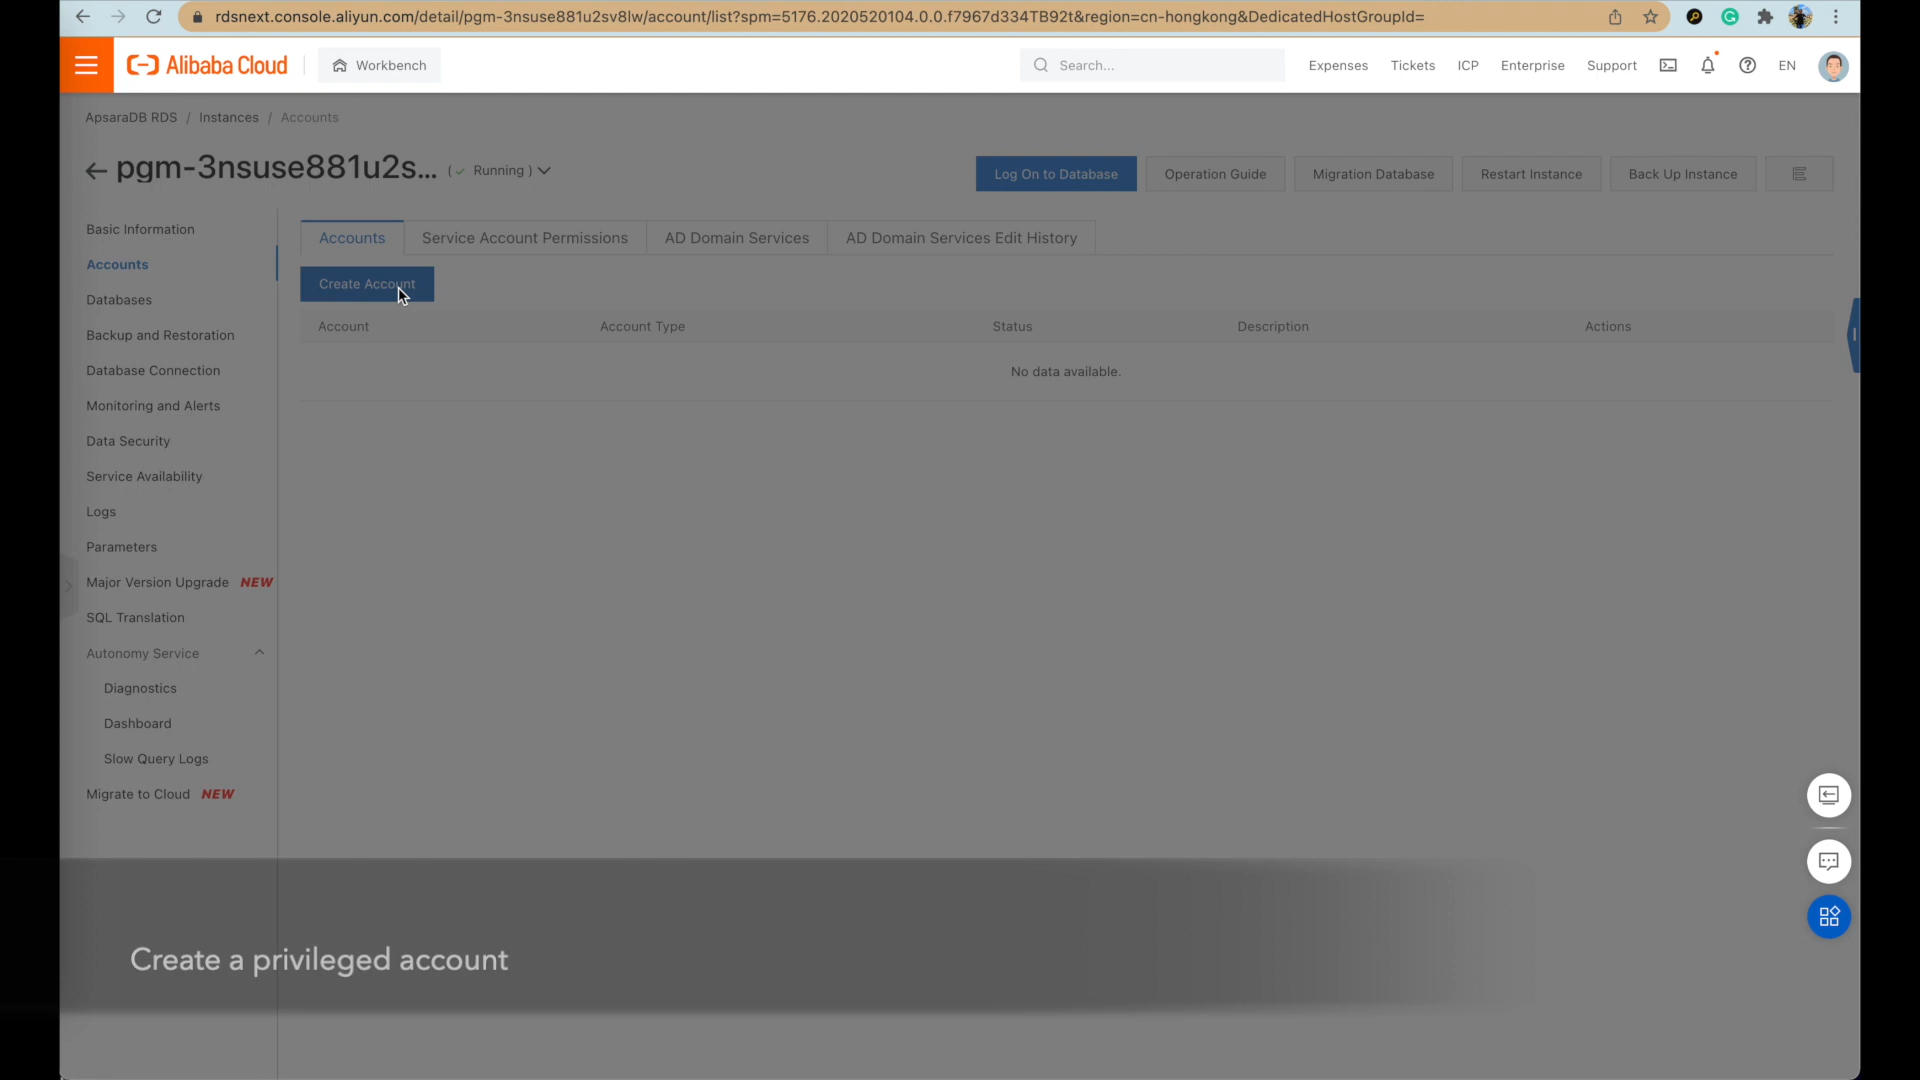 rdsnext.console.aliyun.com/detail/pgm-3nsuse881u2sv8lw/account/list?spm=5176.2020520104.0.0.f7967d334TB92t&region=cn-hongkong&DedicatedHostGroupId=
Alibaba Cloud Workbench Search... Expenses Tickets ICP Enterprise Support EN
ApsaraDB RDS / Instances / Accounts
pgm-3nsuse881u2s... ( Running ) Log On to Database Operation Guide Migration Database Restart Instance Back Up Instance
Basic Information
Accounts
Databases
Backup and Restoration
Database Connection
Monitoring and Alerts
Data Security
Service Availability
Logs
Parameters
Major Version Upgrade NEW
SQL Translation
Autonomy Service
Diagnostics
Dashboard
Slow Query Logs
Migrate to Cloud NEW
Accounts Service Account Permissions AD Domain Services AD Domain Services Edit History
Create Account
Account Account Type Status Description Actions
No data available.
Create a privileged account